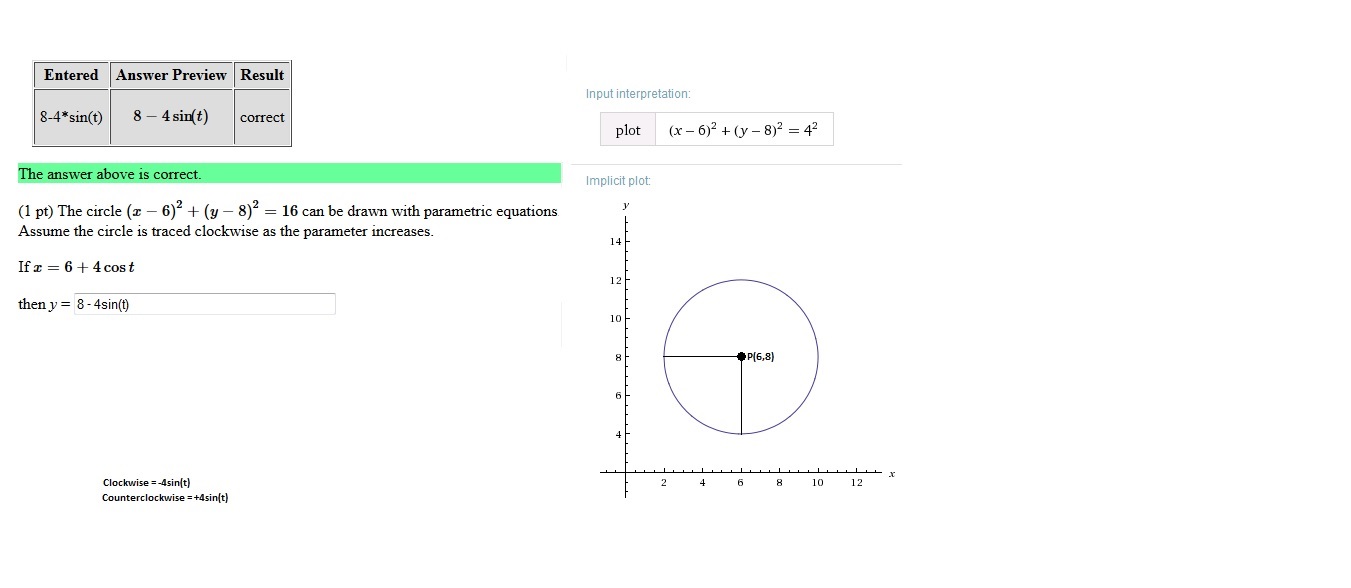 Entered Answer Preview Result
8-4*sin(t) 8 − 4 sin(t) correct
The answer above is correct.
(1 pt) The circle (x − 6)² + (y − 8)² = 16 can be drawn with parametric equations
Assume the circle is traced clockwise as the parameter increases.
If x = 6 + 4 cos t
then y = 8 - 4sin(t)
Clockwise = -4sin(t)
Counterclockwise = +4sin(t)
Input interpretation:
plot (x − 6)² + (y − 8)² = 4²
Implicit plot:
y
14
12
10
8 P(6,8)
6
4
x
2 4 6 8 10 12